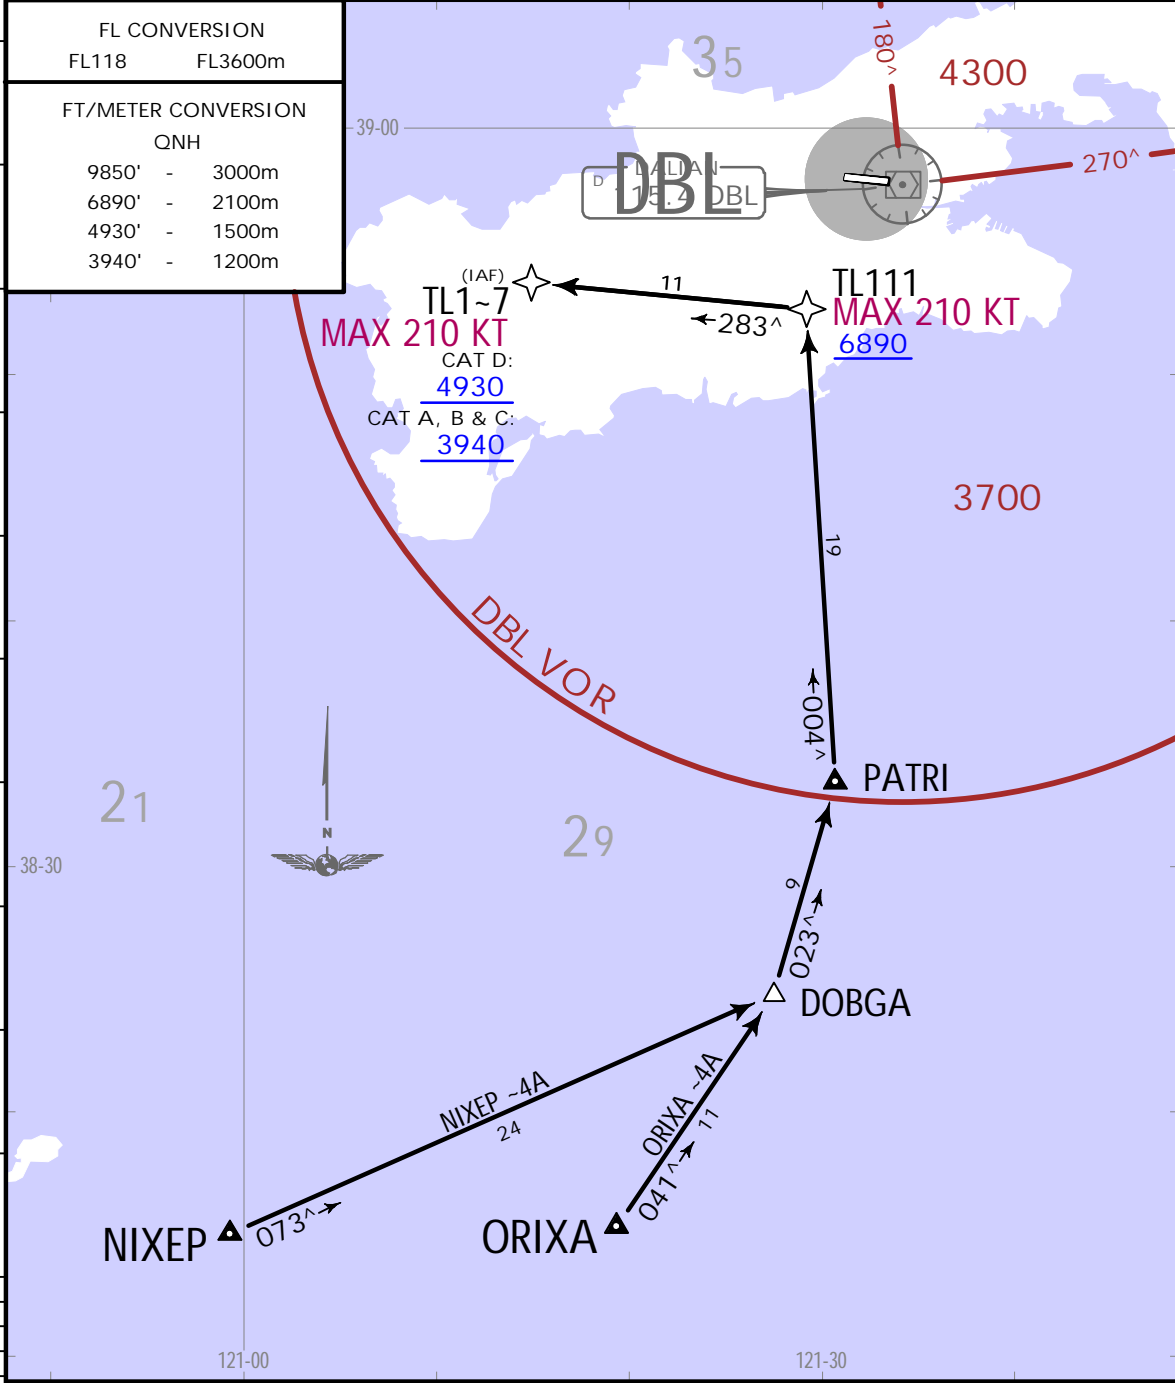 FL CONVERSION
FL118 FL3600m
FT/METER CONVERSION
QNH
9850' - 3000m
6890' - 2100m
4930' - 1500m
3940' - 1200m
35
180^
4300
39-00
270^
DALIAN
D 115.4 DBL
DBL
(IAF)
TL1~7
MAX 210 KT
CAT D:
4930
CAT A, B & C:
3940
11
283^
TL111
MAX 210 KT
6890
3700
19
DBL VOR
004^
PATRI
21
29
N
38-30
9
023^
DOBGA
NIXEP ~4A
24
ORIXA ~4A
11
041^
073^
NIXEP
ORIXA
121-00
121-30